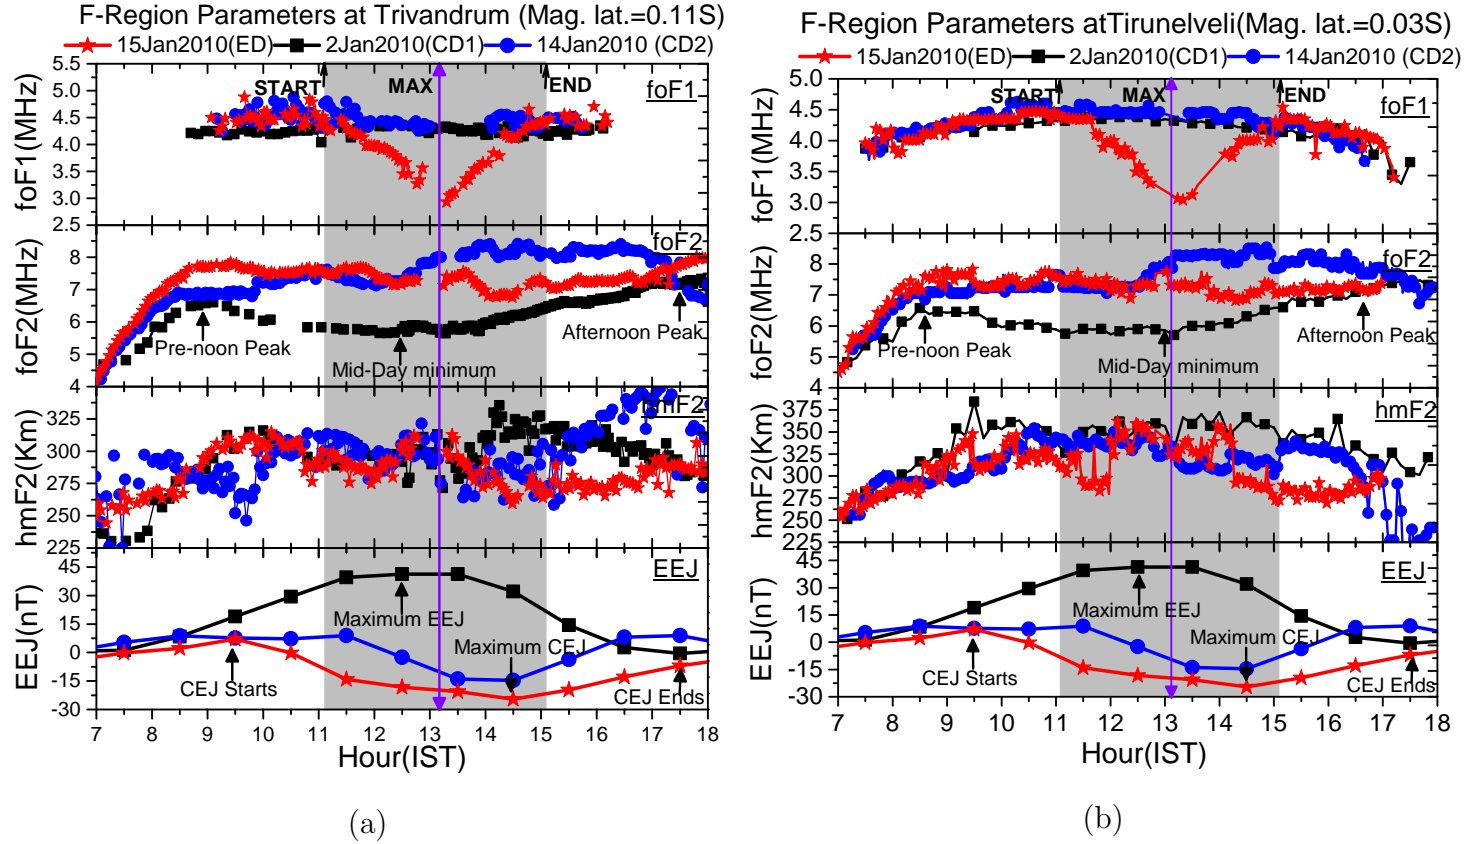 F-Region Parameters at Trivandrum (Mag. lat.=0.11S)
15Jan2010(ED) 2Jan2010(CD1) 14Jan2010 (CD2)
5.5
5.0
4.5
4.0
3.5
3.0
2.5
foF1(MHz)
START
MAX
END
foF1
8
7
6
5
4
foF2(MHz)
foF2
Pre-noon Peak
Mid-Day minimum
Afternoon Peak
325
300
275
250
225
hmF2(Km)
hmF2
45
30
15
0
-15
-30
EEJ(nT)
EEJ
Maximum EEJ
Maximum CEJ
CEJ Starts
CEJ Ends
7 8 9 10 11 12 13 14 15 16 17 18
Hour(IST)
(a)
F-Region Parameters atTirunelveli(Mag. lat.=0.03S)
15Jan2010(ED) 2Jan2010(CD1) 14Jan2010 (CD2)
5.0
4.5
4.0
3.5
3.0
2.5
foF1(MHz)
START
MAX
END
foF1
8
7
6
5
4
foF2(MHz)
foF2
Pre-noon Peak
Mid-Day minimum
Afternoon Peak
375
350
325
300
275
250
225
hmF2(Km)
hmF2
45
30
15
0
-15
-30
EEJ(nT)
EEJ
Maximum EEJ
Maximum CEJ
CEJ Starts
CEJ Ends
7 8 9 10 11 12 13 14 15 16 17 18
Hour(IST)
(b)